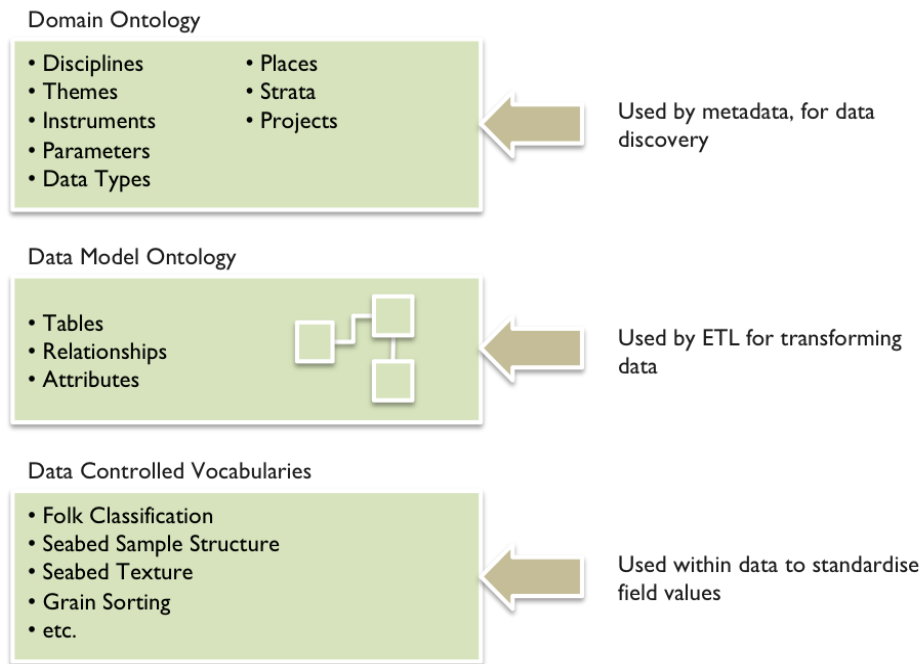 Domain Ontology
• Disciplines
• Themes
• Instruments
• Parameters
• Data Types
• Places
• Strata
• Projects
Used by metadata, for data
discovery
Data Model Ontology
• Tables
• Relationships
• Attributes
Used by ETL for transforming
data
Data Controlled Vocabularies
• Folk Classification
• Seabed Sample Structure
• Seabed Texture
• Grain Sorting
• etc.
Used within data to standardise
field values